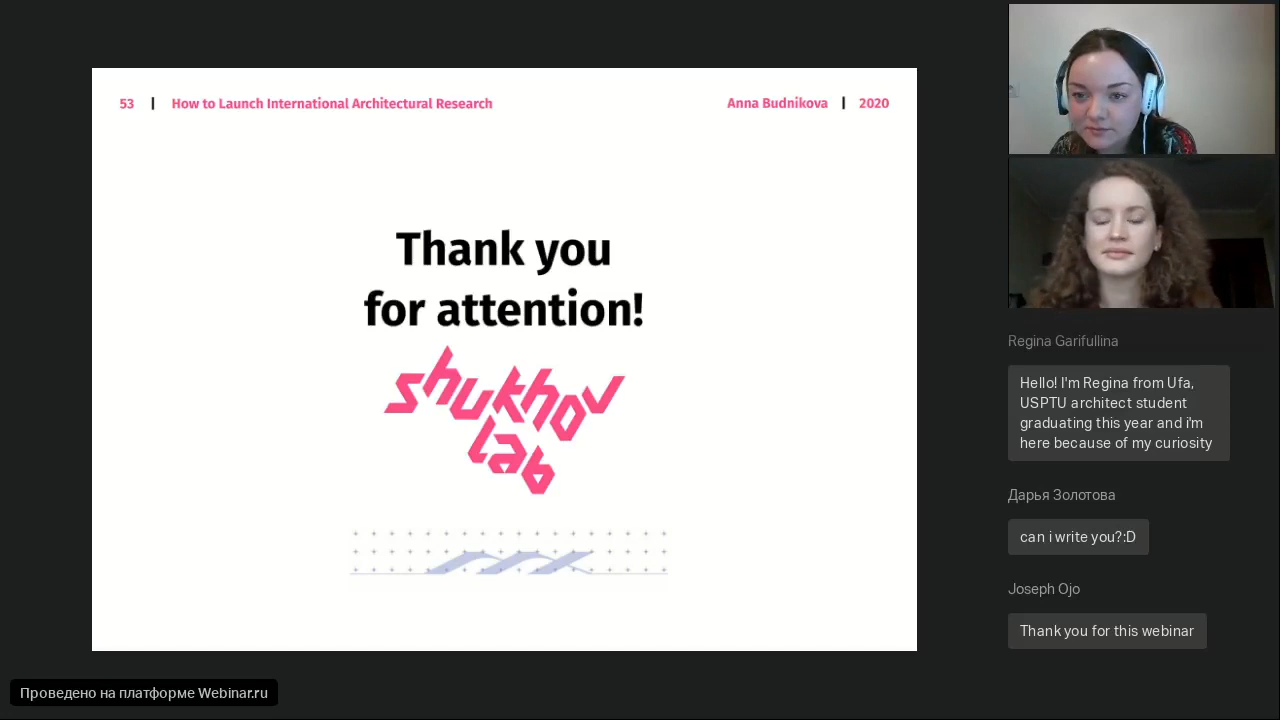 53 | How to Launch International Architectural Research
Anna Budnikova | 2020
Thank you
for attention!
shukhov
lab
Regina Garifullina
Hello! I'm Regina from Ufa,
USPTU architect student
graduating this year and i'm
here because of my curiosity
Дарья Золотова
can i write you?:D
Joseph Ojo
Thank you for this webinar
Проведено на платформе Webinar.ru